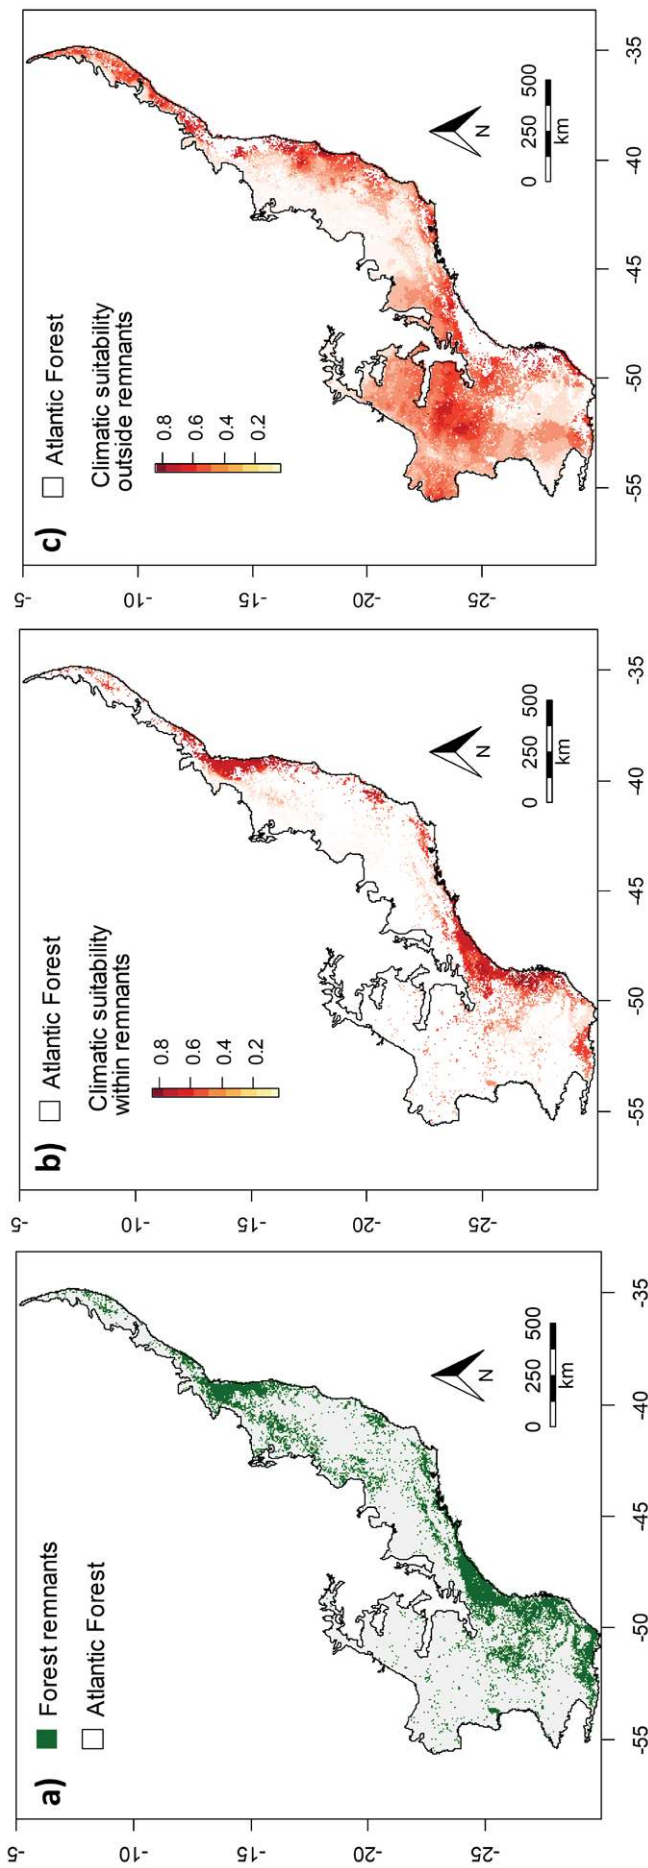 a)
Forest remnants
Atlantic Forest
-5
-10
-15
-20
-25
-55
-50
-45
-40
-35
N
0 250 500
km
b)
Atlantic Forest
Climatic suitability
within remnants
0.8
0.6
0.4
0.2
-5
-10
-15
-20
-25
-55
-50
-45
-40
-35
N
0 250 500
km
c)
Atlantic Forest
Climatic suitability
outside remnants
0.8
0.6
0.4
0.2
-5
-10
-15
-20
-25
-55
-50
-45
-40
-35
N
0 250 500
km